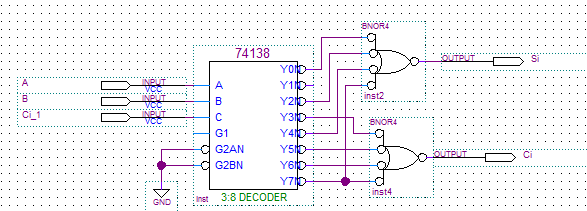 BNOR4
74138
Y0N
OUTPUT
Si
A
INPUT
VCC
A
Y1N
B
INPUT
VCC
B
Y2N
inst2
Ci_1
INPUT
VCC
C
Y3N
BNOR4
G1
Y4N
G2AN
Y5N
OUTPUT
Ci
G2BN
Y6N
Y7N
inst4
GND
inst
3:8 DECODER